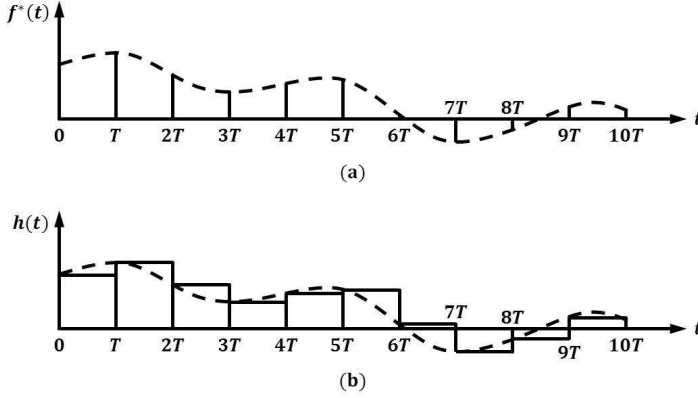 f*(t)
7T 8T t
0 T 2T 3T 4T 5T 6T 9T 10T
(a)
h(t)
7T 8T t
0 T 2T 3T 4T 5T 6T 9T 10T
(b)